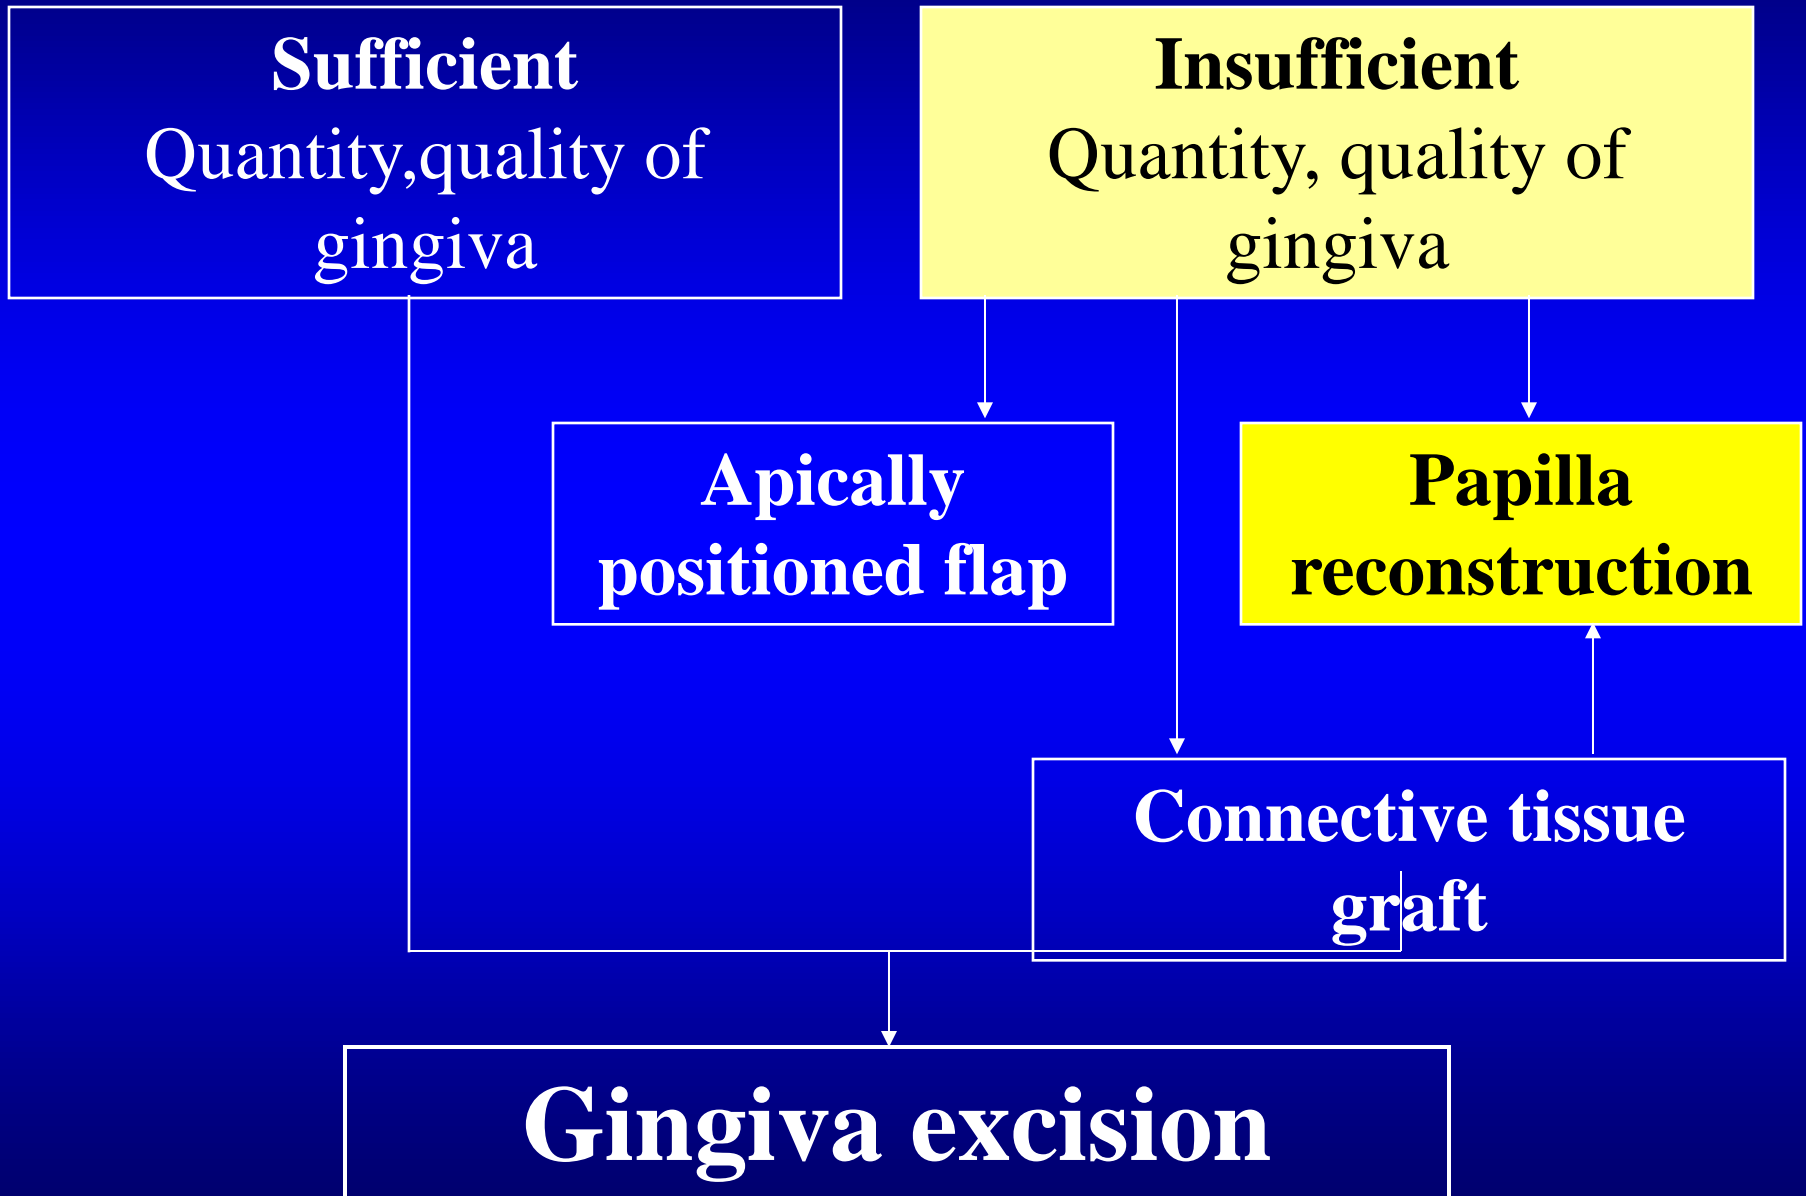 Sufficient
Quantity,quality of
gingiva
Insufficient
Quantity, quality of
gingiva
Apically
positioned flap
Papilla
reconstruction
Connective tissue
graft
Gingiva excision